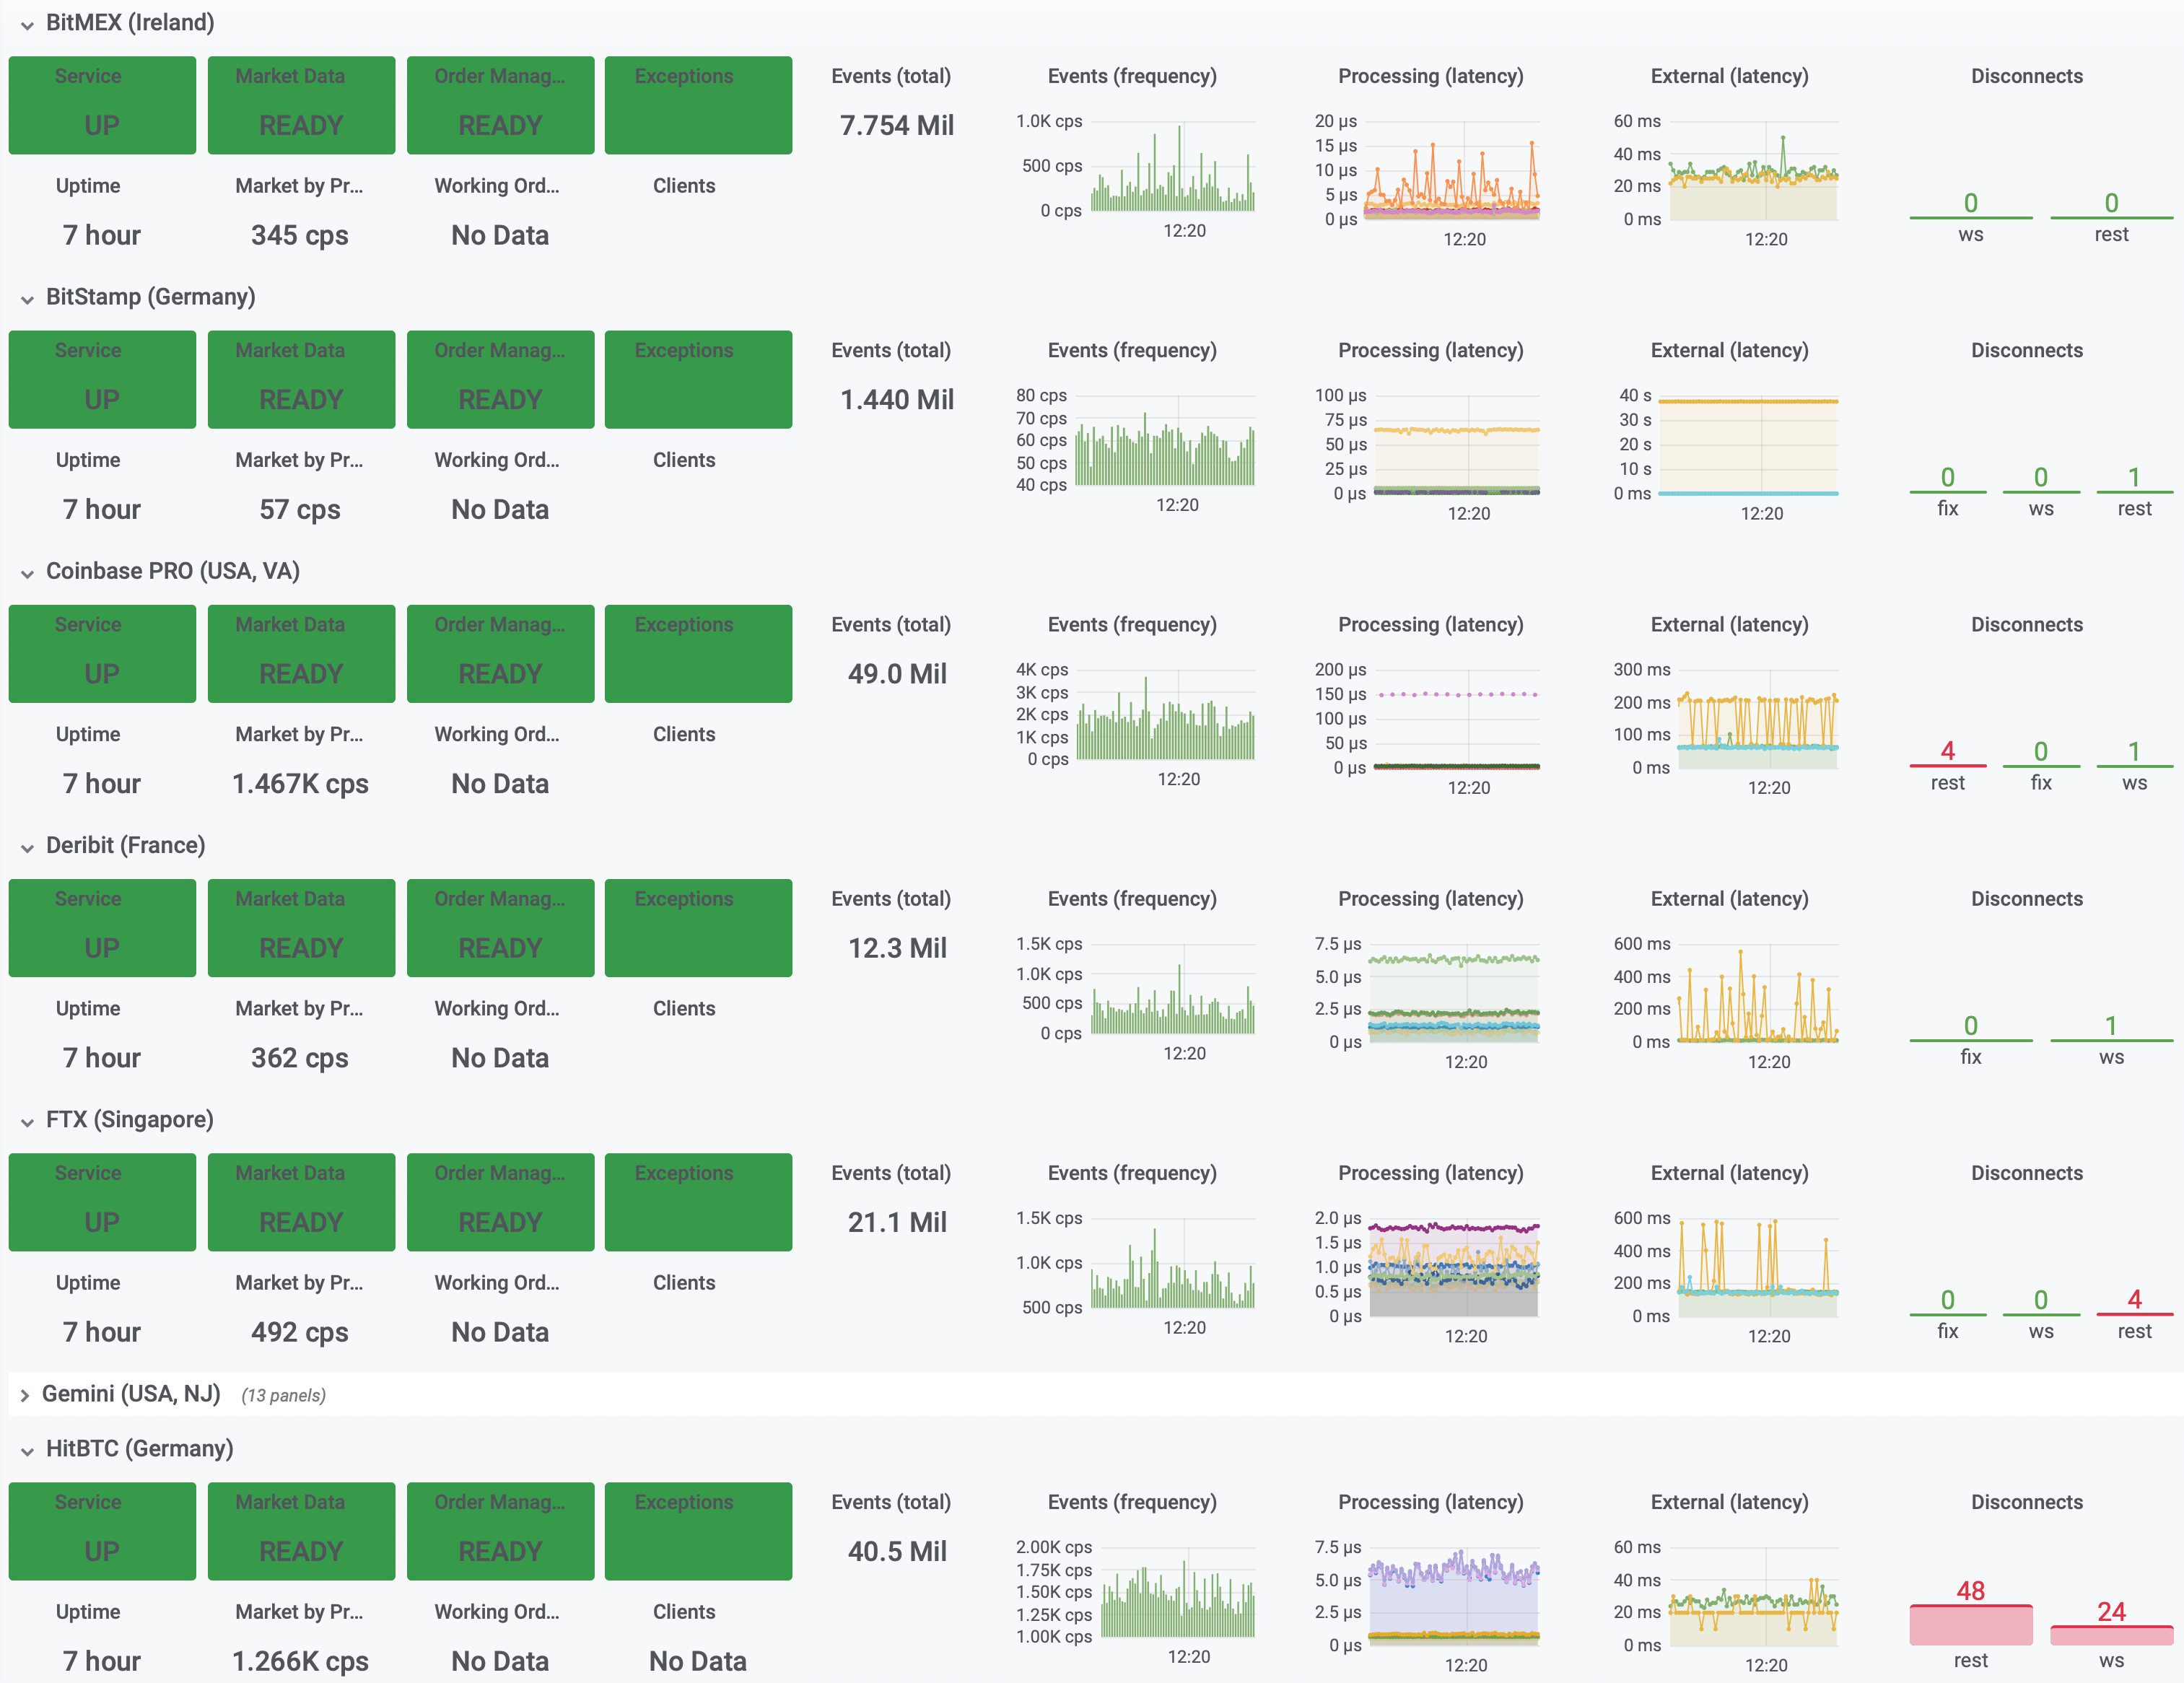 BitMEX (Ireland)
Service Market Data Order Manag... Exceptions Events (total) Events (frequency) Processing (latency) External (latency) Disconnects
UP READY READY 7.754 Mil
1.0K cps 500 cps 0 cps 12:20
20 µs 15 µs 10 µs 5 µs 0 µs 12:20
60 ms 40 ms 20 ms 0 ms 12:20
0 0
ws rest
Uptime Market by Pr... Working Ord... Clients
7 hour 345 cps No Data
BitStamp (Germany)
Service Market Data Order Manag... Exceptions Events (total) Events (frequency) Processing (latency) External (latency) Disconnects
UP READY READY 1.440 Mil
80 cps 70 cps 60 cps 50 cps 40 cps 12:20
100 µs 75 µs 50 µs 25 µs 0 µs 12:20
40 s 30 s 20 s 10 s 0 ms 12:20
0 0 1
fix ws rest
Uptime Market by Pr... Working Ord... Clients
7 hour 57 cps No Data
Coinbase PRO (USA, VA)
Service Market Data Order Manag... Exceptions Events (total) Events (frequency) Processing (latency) External (latency) Disconnects
UP READY READY 49.0 Mil
4K cps 3K cps 2K cps 1K cps 0 cps 12:20
200 µs 150 µs 100 µs 50 µs 0 µs 12:20
300 ms 200 ms 100 ms 0 ms 12:20
4 0 1
rest fix ws
Uptime Market by Pr... Working Ord... Clients
7 hour 1.467K cps No Data
Deribit (France)
Service Market Data Order Manag... Exceptions Events (total) Events (frequency) Processing (latency) External (latency) Disconnects
UP READY READY 12.3 Mil
1.5K cps 1.0K cps 500 cps 0 cps 12:20
7.5 µs 5.0 µs 2.5 µs 0 µs 12:20
600 ms 400 ms 200 ms 0 ms 12:20
0 1
fix ws
Uptime Market by Pr... Working Ord... Clients
7 hour 362 cps No Data
FTX (Singapore)
Service Market Data Order Manag... Exceptions Events (total) Events (frequency) Processing (latency) External (latency) Disconnects
UP READY READY 21.1 Mil
1.5K cps 1.0K cps 500 cps 12:20
2.0 µs 1.5 µs 1.0 µs 0.5 µs 0 µs 12:20
600 ms 400 ms 200 ms 0 ms 12:20
0 0 4
fix ws rest
Uptime Market by Pr... Working Ord... Clients
7 hour 492 cps No Data
Gemini (USA, NJ) (13 panels)
HitBTC (Germany)
Service Market Data Order Manag... Exceptions Events (total) Events (frequency) Processing (latency) External (latency) Disconnects
UP READY READY 40.5 Mil
2.00K cps 1.75K cps 1.50K cps 1.25K cps 1.00K cps 12:20
7.5 µs 5.0 µs 2.5 µs 0 µs 12:20
60 ms 40 ms 20 ms 0 ms 12:20
48 24
rest ws
Uptime Market by Pr... Working Ord... Clients
7 hour 1.266K cps No Data No Data